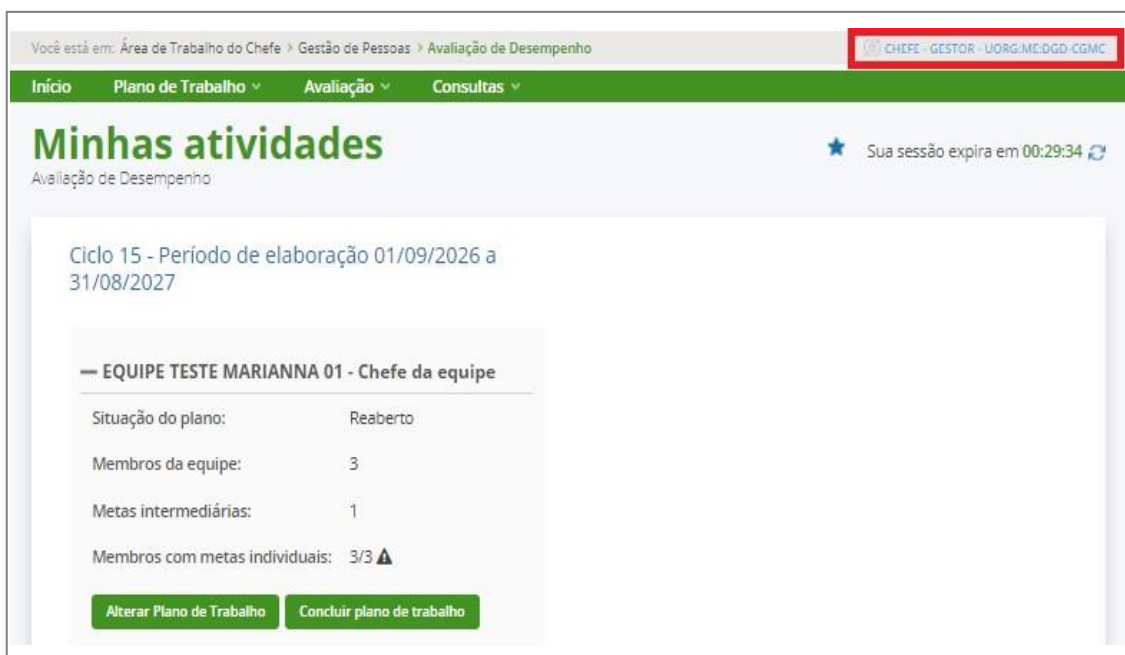 Você está em: Área de Trabalho do Chefe > Gestão de Pessoas > Avaliação de Desempenho
CHEFE - GESTOR - UORG:ME:DGD-CGMC
Início Plano de Trabalho Avaliação Consultas
Minhas atividades
Sua sessão expira em 00:29:34
Avaliação de Desempenho
Ciclo 15 - Período de elaboração 01/09/2026 a
31/08/2027
EQUIPE TESTE MARIANNA 01 - Chefe da equipe
Situação do plano: Reaberto
Membros da equipe: 3
Metas intermediárias: 1
Membros com metas individuais: 3/3
Alterar Plano de Trabalho Concluir plano de trabalho